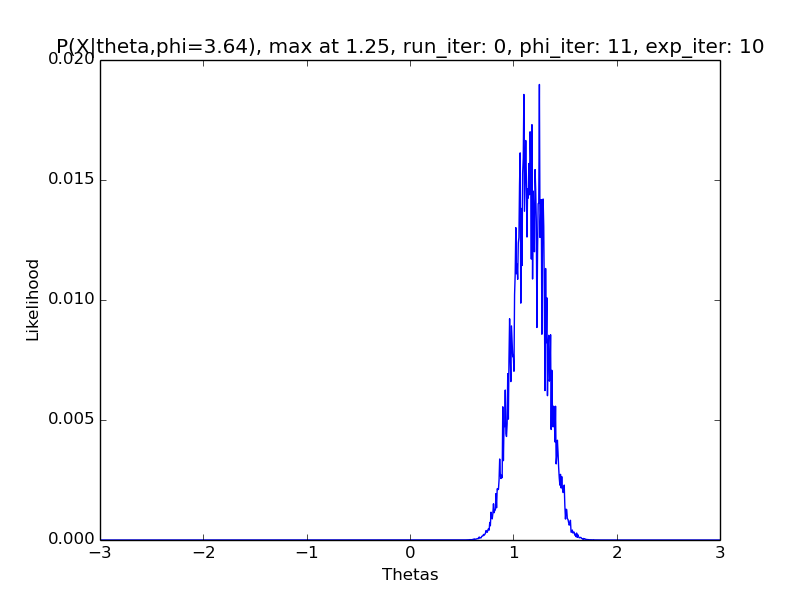 P(X|theta,phi=3.64), max at 1.25, run_iter: 0, phi_iter: 11, exp_iter: 10
0.020
0.015
0.010
0.005
0.000
Likelihood
−3 −2 −1 0 1 2 3
Thetas